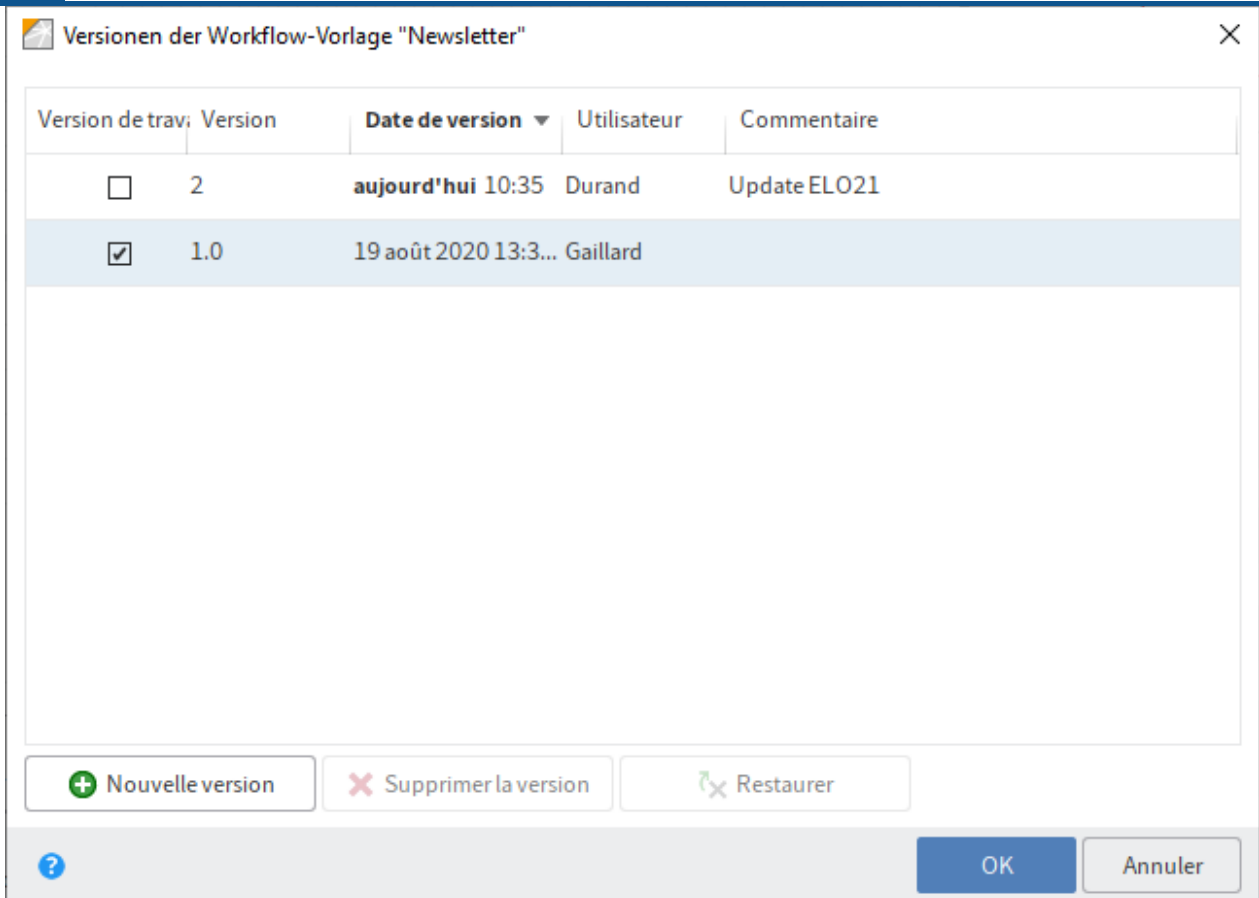 Versionen der Workflow-Vorlage "Newsletter"
Version de trav Version Date de version Utilisateur Commentaire
2 aujourd'hui 10:35 Durand Update ELO21
1.0 19 août 2020 13:3... Gaillard
Nouvelle version Supprimer la version Restaurer
? OK Annuler